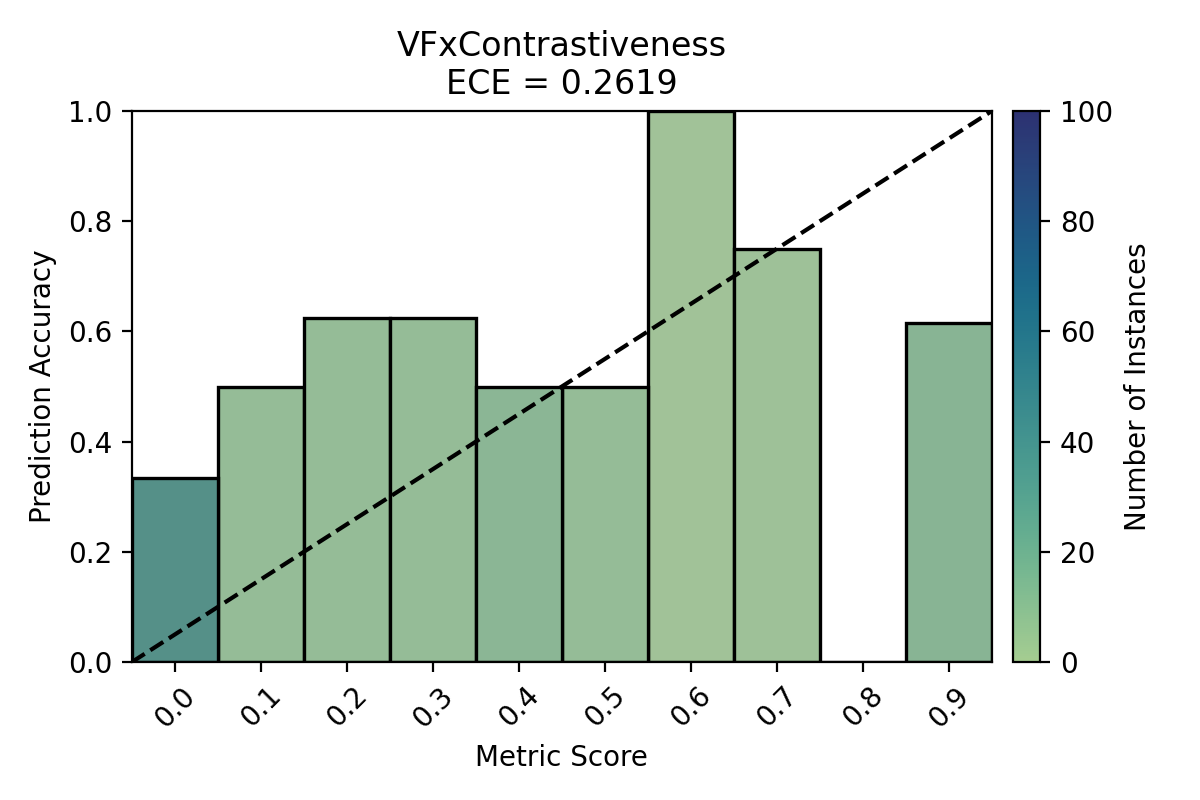 VFxContrastiveness
ECE = 0.2619
1.0
0.8
0.6
0.4
0.2
0.0
Prediction Accuracy
0.0 0.1 0.2 0.3 0.4 0.5 0.6 0.7 0.8 0.9
Metric Score
100
80
60
40
20
0
Number of Instances